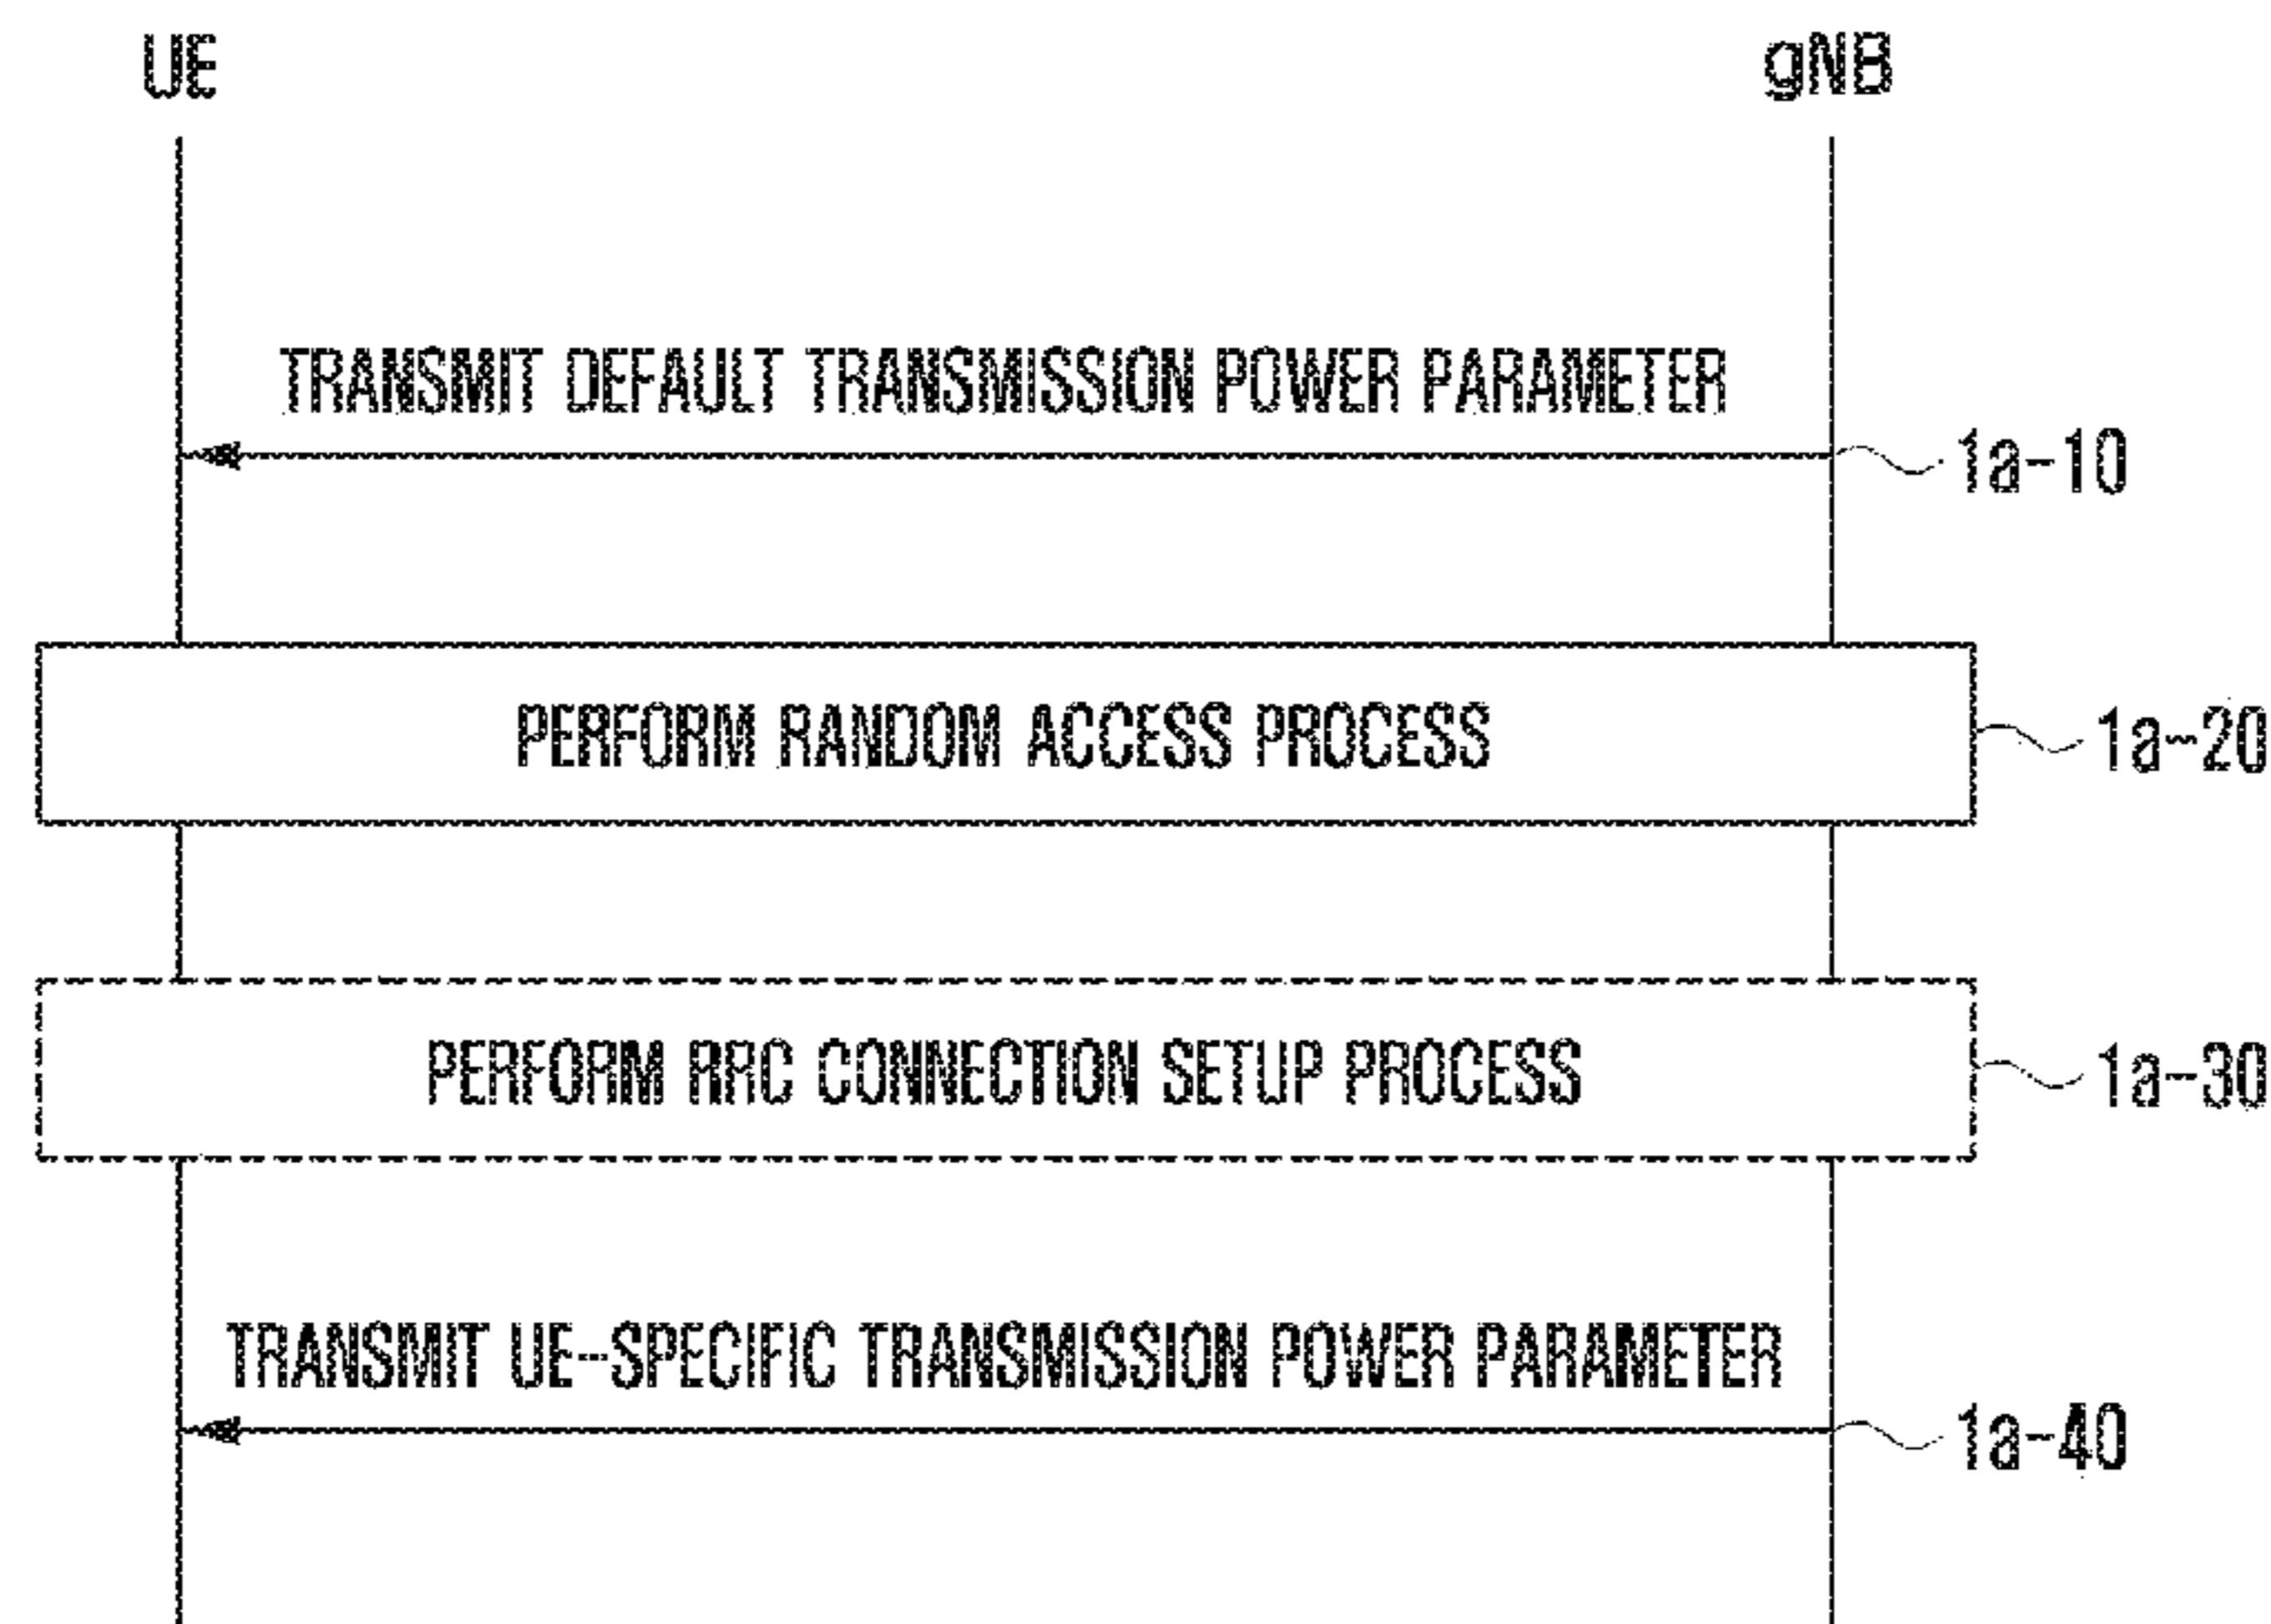 UE gNB
TRANSMIT DEFAULT TRANSMISSION POWER PARAMETER
1a-10
PERFORM RANDOM ACCESS PROCESS 1a-20
PERFORM RRC CONNECTION SETUP PROCESS 1a-30
TRANSMIT UE-SPECIFIC TRANSMISSION POWER PARAMETER
1a-40